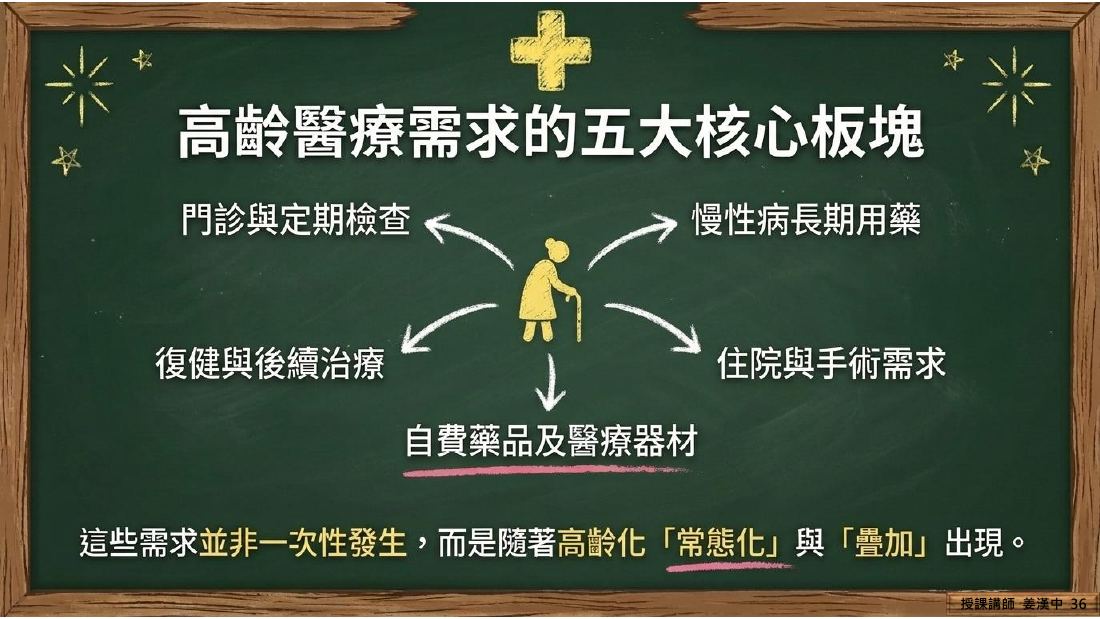 高齡醫療需求的五大核心板塊
門診與定期檢查
慢性病長期用藥
復健與後續治療
住院與手術需求
自費藥品及醫療器材
這些需求並非一次性發生，而是隨著高齡化「常態化」與「疊加」出現。
授課講師 姜漢中 36